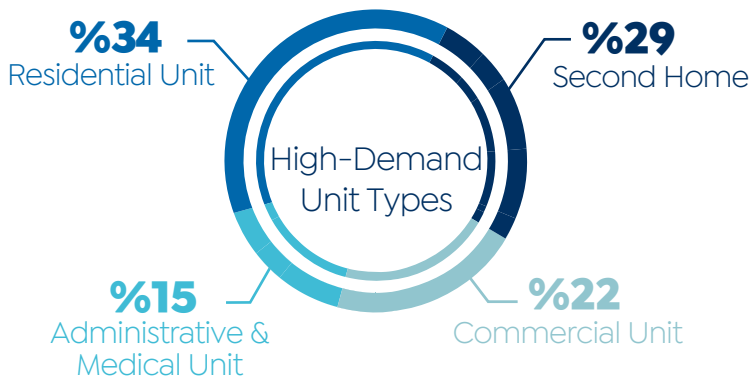 %34
Residential Unit
%29
Second Home
High-Demand
Unit Types
%15
Administrative &
Medical Unit
%22
Commercial Unit